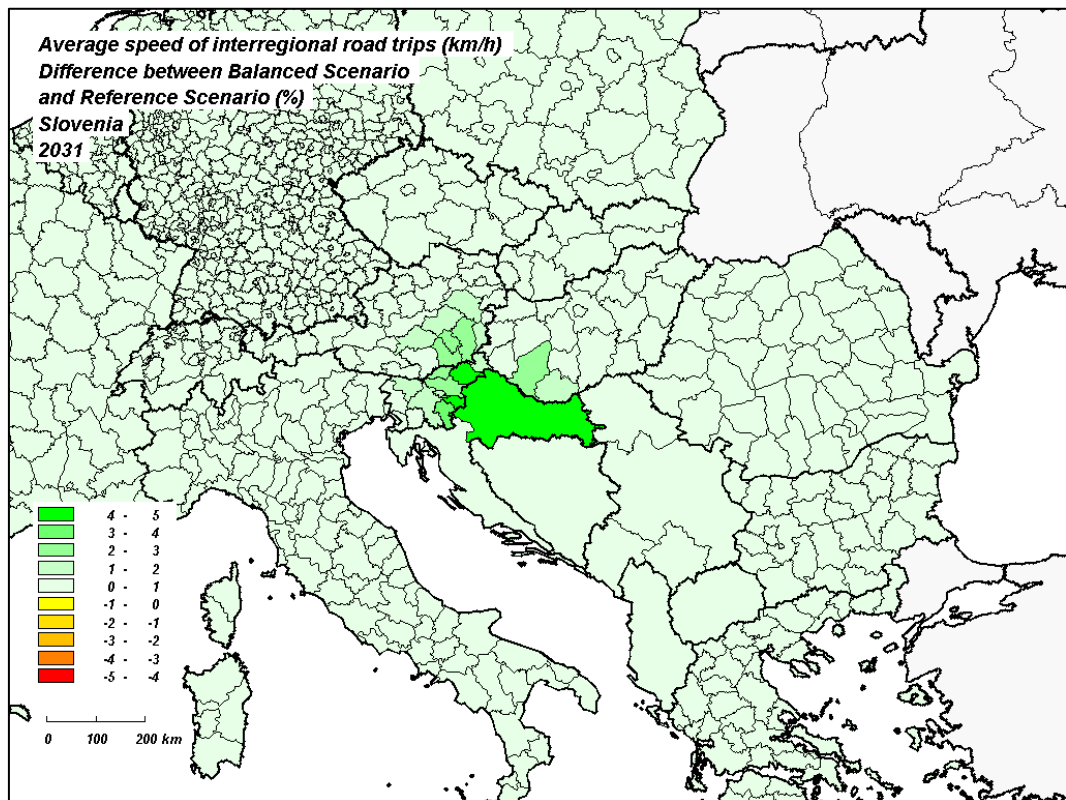 Average speed of interregional road trips (km/h)
Difference between Balanced Scenario
and Reference Scenario (%)
Slovenia
2031
4 - 5
3 - 4
2 - 3
1 - 2
0 - 1
-1 - 0
-2 - -1
-3 - -2
-4 - -3
-5 - -4
0 100 200 km